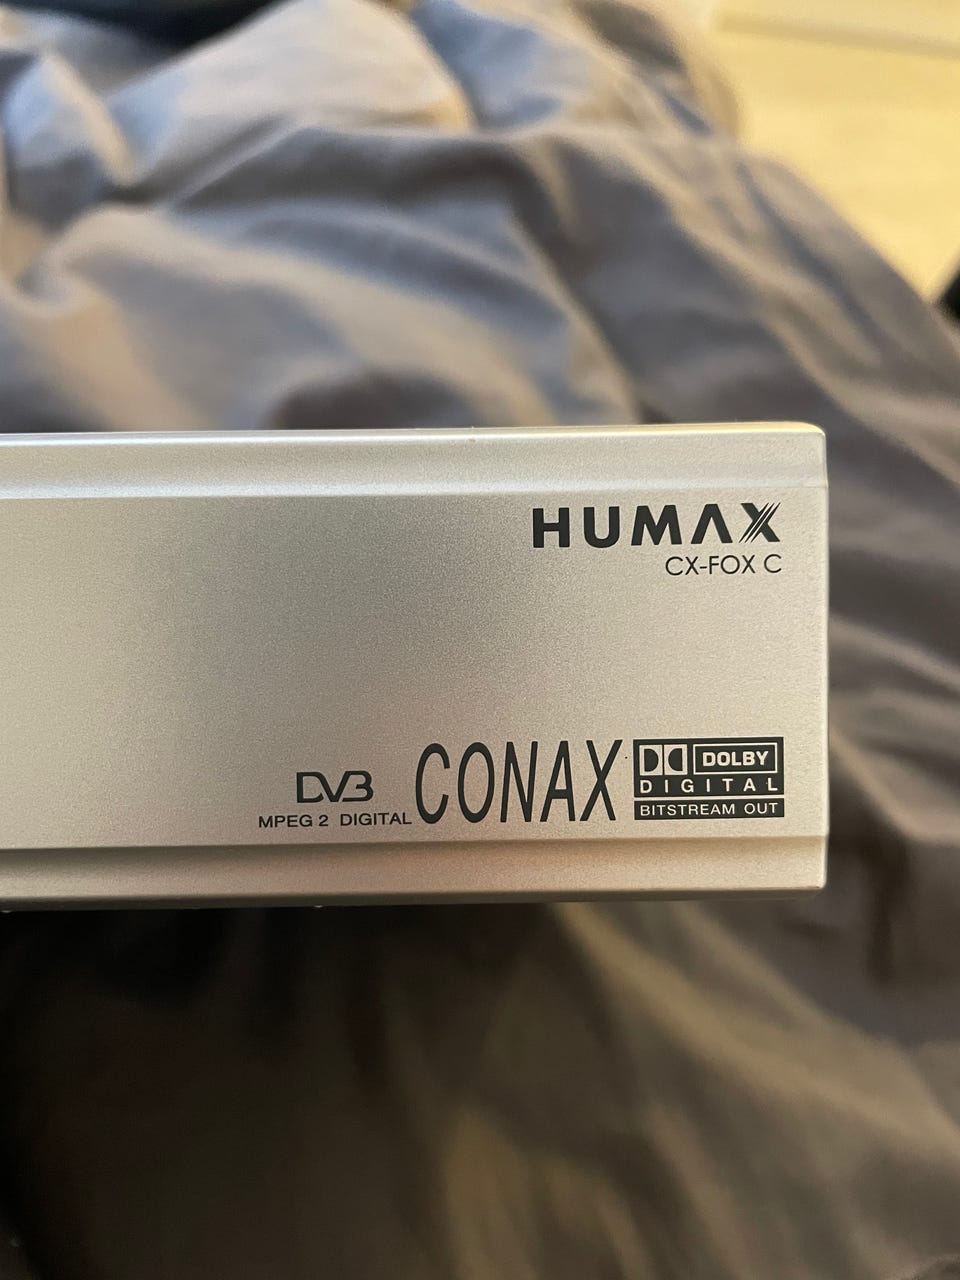 HUMAX
CX-FOX C
DVB
MPEG 2 DIGITAL
CONAX
DOLBY
DIGITAL
BITSTREAM OUT